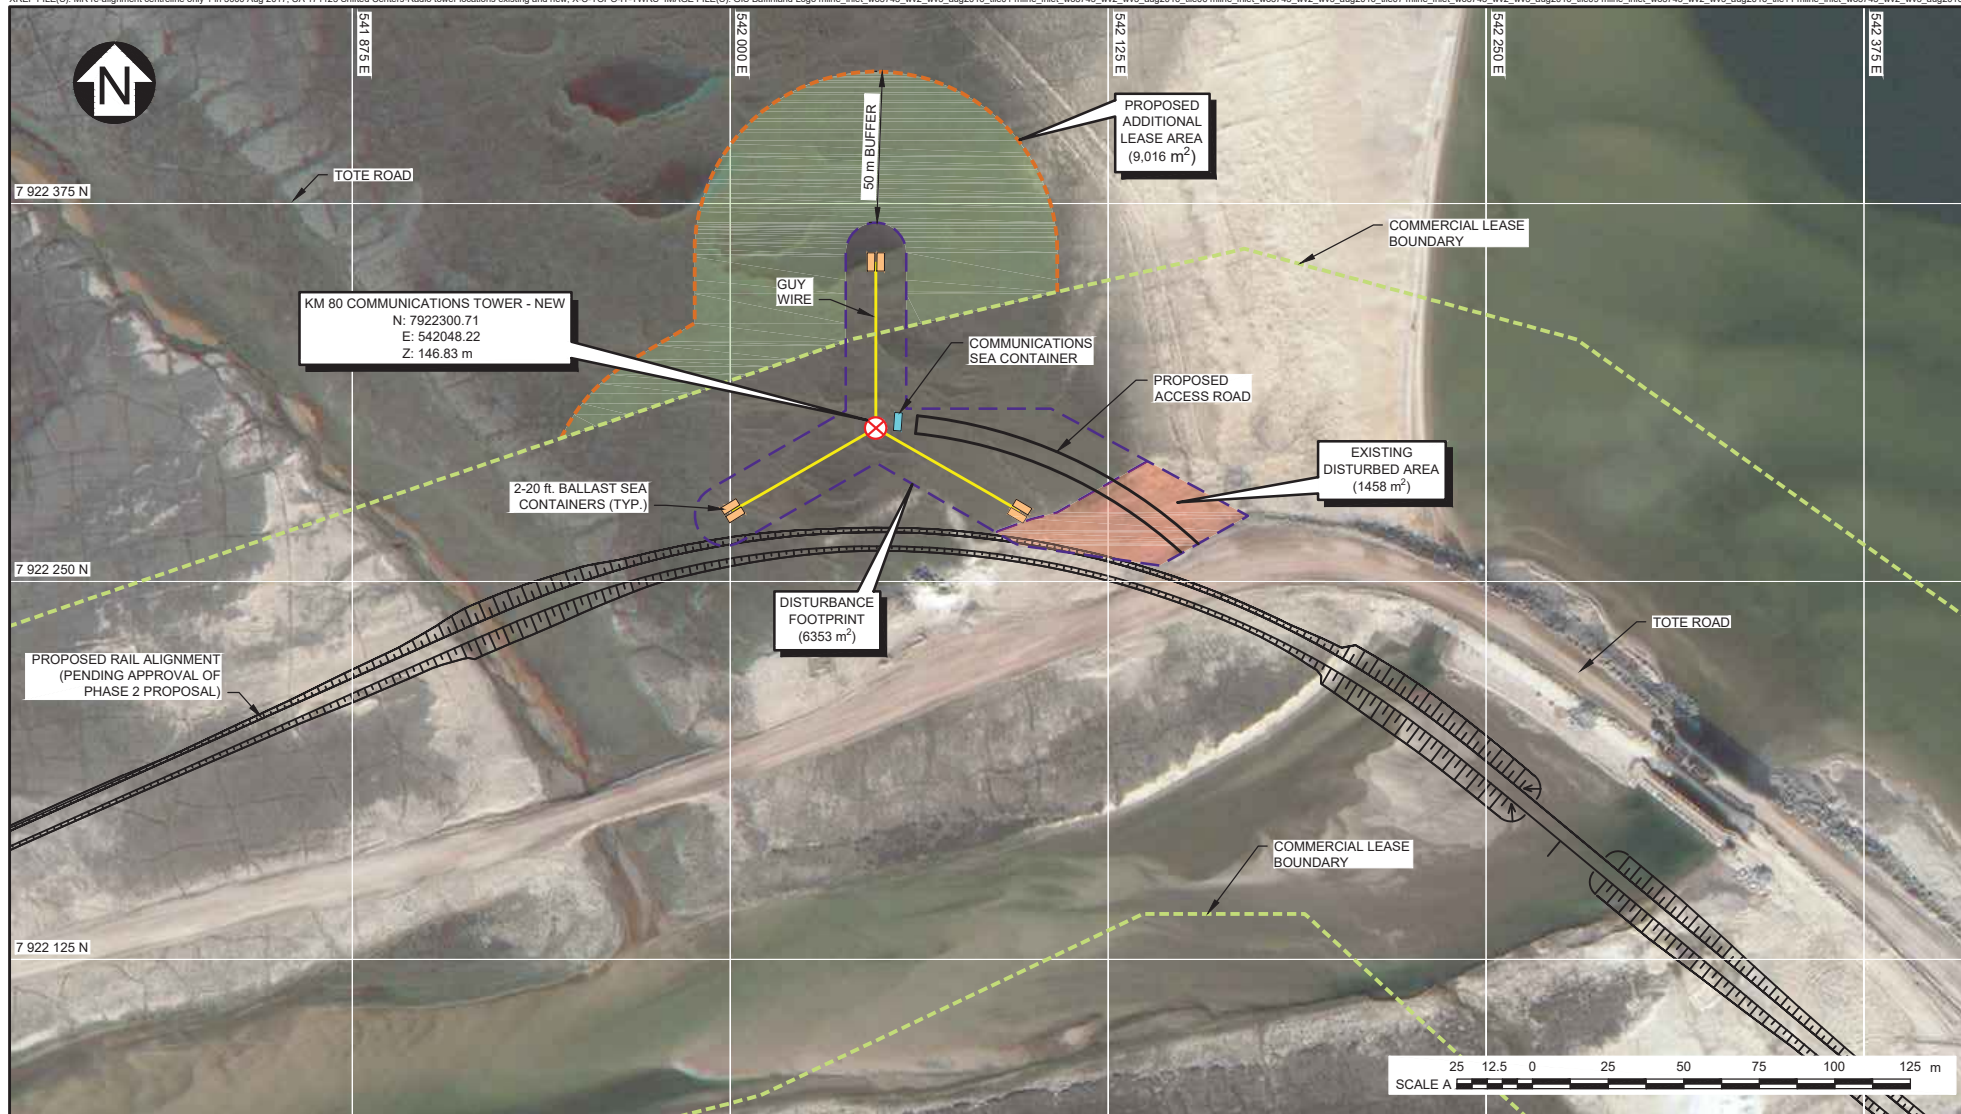 541 875 E
542 000 E
542 125 E
542 250 E
542 375 E
N
TOTE ROAD
7 922 375 N
50 m BUFFER
PROPOSED
ADDITIONAL
LEASE AREA
(9,016 m²)
COMMERCIAL LEASE
BOUNDARY
GUY
WIRE
KM 80 COMMUNICATIONS TOWER - NEW
N: 7922300.71
E: 542048.22
Z: 146.83 m
COMMUNICATIONS
SEA CONTAINER
PROPOSED
ACCESS ROAD
EXISTING
DISTURBED AREA
(1458 m²)
2-20 ft. BALLAST SEA
CONTAINERS (TYP.)
7 922 250 N
DISTURBANCE
FOOTPRINT
(6353 m²)
TOTE ROAD
PROPOSED RAIL ALIGNMENT
(PENDING APPROVAL OF
PHASE 2 PROPOSAL)
COMMERCIAL LEASE
BOUNDARY
7 922 125 N
25 12.5 0 25 50 75 100 125 m
SCALE A